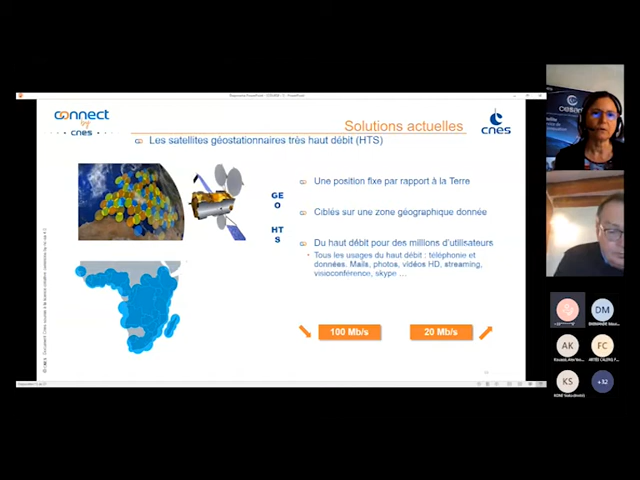 connect
by
cnes
Solutions actuelles
cnes
Les satellites géostationnaires très haut débit (HTS)
GE
O
HT
S
Une position fixe par rapport à la Terre
Ciblés sur une zone géographique donnée
Du haut débit pour des millions d'utilisateurs
Tous les usages du haut débit : téléphonie et
données. Mails, photos, vidéos HD, streaming,
visioconférence, skype ...
100 Mb/s
20 Mb/s
DM
AK
FC
KS
+32